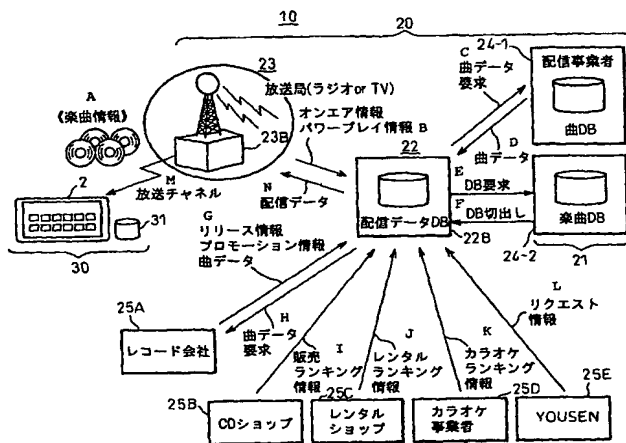 10
20
23
放送局(ラジオor TV)
23B
A
《楽曲情報》
オンエア情報
パワープレイ情報 B
C
曲データ
要求
24-1
配信事業者
曲DB
D
曲データ
22
配信データDB
22B
E
DB要求
F
DB切出し
楽曲DB
24-2
21
M
放送チャネル
N
配信データ
2
31
30
G
リリース情報
プロモーション情報
曲データ
H
曲データ
要求
25A
レコード会社
I
販売
ランキング
情報
J
レンタル
ランキング
情報
K
カラオケ
ランキング
情報
L
リクエスト
情報
25B
CDショップ
25C
レンタル
ショップ
25D
カラオケ
事業者
25E
YOUSEN